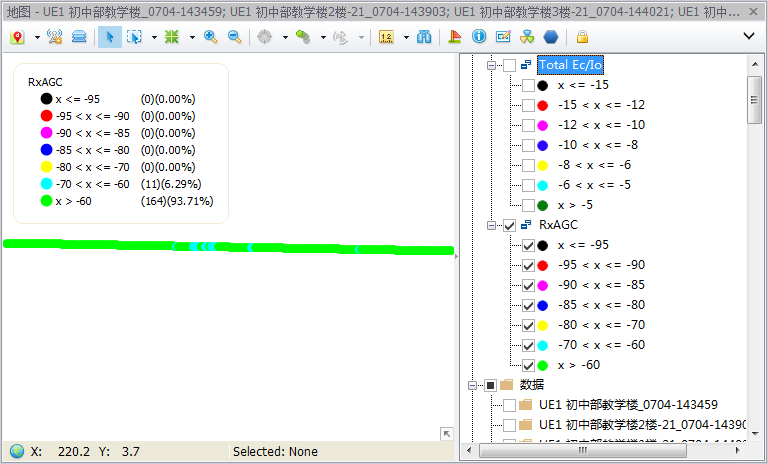 地图 - UE1 初中部教学楼_0704-143459; UE1 初中部教学楼2楼-21_0704-143903; UE1 初中部教学楼3楼-21_0704-144021; UE1 初中...
1.2
RxAGC
x <= -95 (0)(0.00%)
-95 < x <= -90 (0)(0.00%)
-90 < x <= -85 (0)(0.00%)
-85 < x <= -80 (0)(0.00%)
-80 < x <= -70 (0)(0.00%)
-70 < x <= -60 (11)(6.29%)
x > -60 (164)(93.71%)
Total Ec/Io
x <= -15
-15 < x <= -12
-12 < x <= -10
-10 < x <= -8
-8 < x <= -6
-6 < x <= -5
x > -5
RxAGC
x <= -95
-95 < x <= -90
-90 < x <= -85
-85 < x <= -80
-80 < x <= -70
-70 < x <= -60
x > -60
数据
UE1 初中部教学楼_0704-143459
UE1 初中部教学楼2楼-21_0704-1439
X: 220.2 Y: 3.7 Selected: None